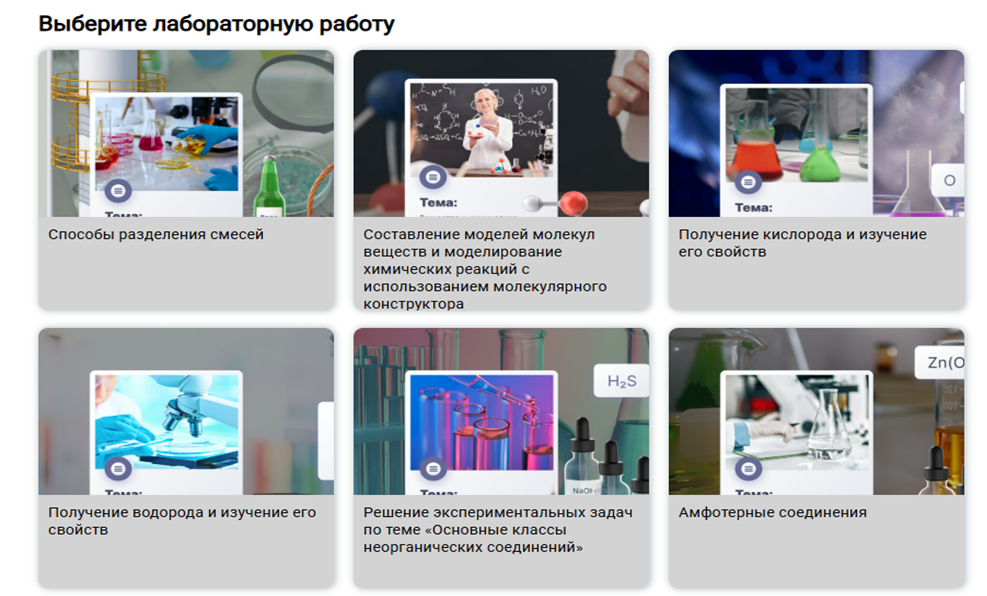 Выберите лабораторную работу
Тема:
Тема:
O
Способы разделения смесей
Составление моделей молекул
веществ и моделирование
химических реакций с
использованием молекулярного
конструктора
Получение кислорода и изучение
его свойств
H₂S
Zn(O
NaOH
Тема:
Тема:
Тема:
Получение водорода и изучение его
свойств
Решение экспериментальных задач
по теме «Основные классы
неорганических соединений»
Амфотерные соединения